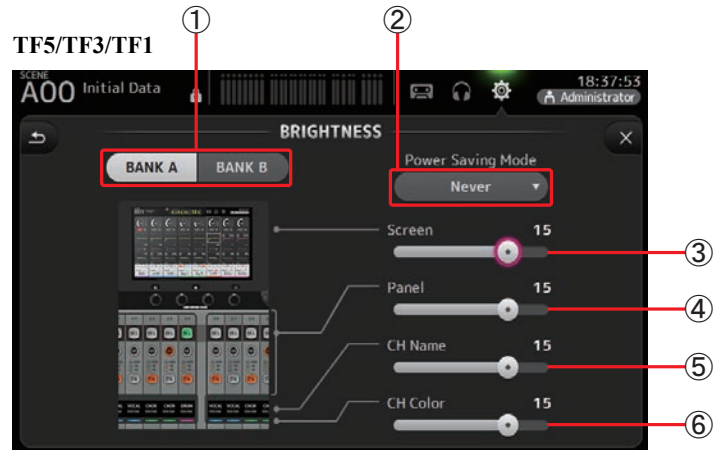 ① ②
TF5/TF3/TF1
SCENE
A00 Initial Data
18:37:53
Administrator
BRIGHTNESS
BANK A BANK B
Power Saving Mode
Never
Screen 15
③
Panel 15
④
CH Name 15
⑤
CH Color 15
⑥